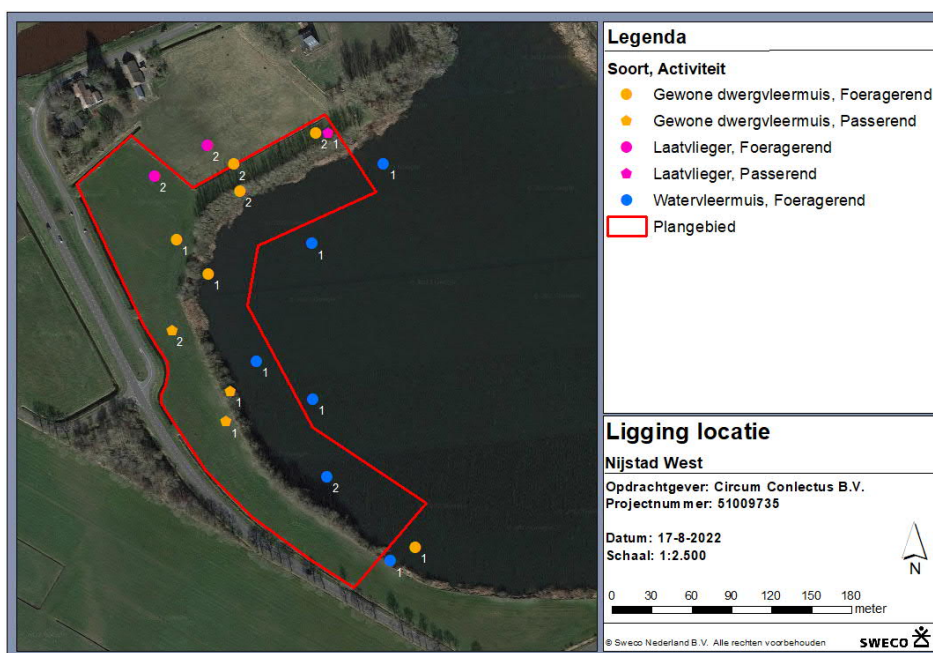 Legenda
Soort, Activiteit
Gewone dwergvleermuis, Foeragerend
Gewone dwergvleermuis, Passerend
Laatvlieger, Foeragerend
Laatvlieger, Passerend
Watervleermuis, Foeragerend
Plangebied
2
1
2
2
1
2
2
1
1
1
2
1
1
1
1
2
1
1
Ligging locatie
Nijstad West
Opdrachtgever: Circum Conlectus B.V.
Projectnummer: 51009735
Datum: 17-8-2022
Schaal: 1:2.500
N
0 30 60 90 120 150 180
meter
© Sweco Nederland B.V. Alle rechten voorbehouden
SWECO